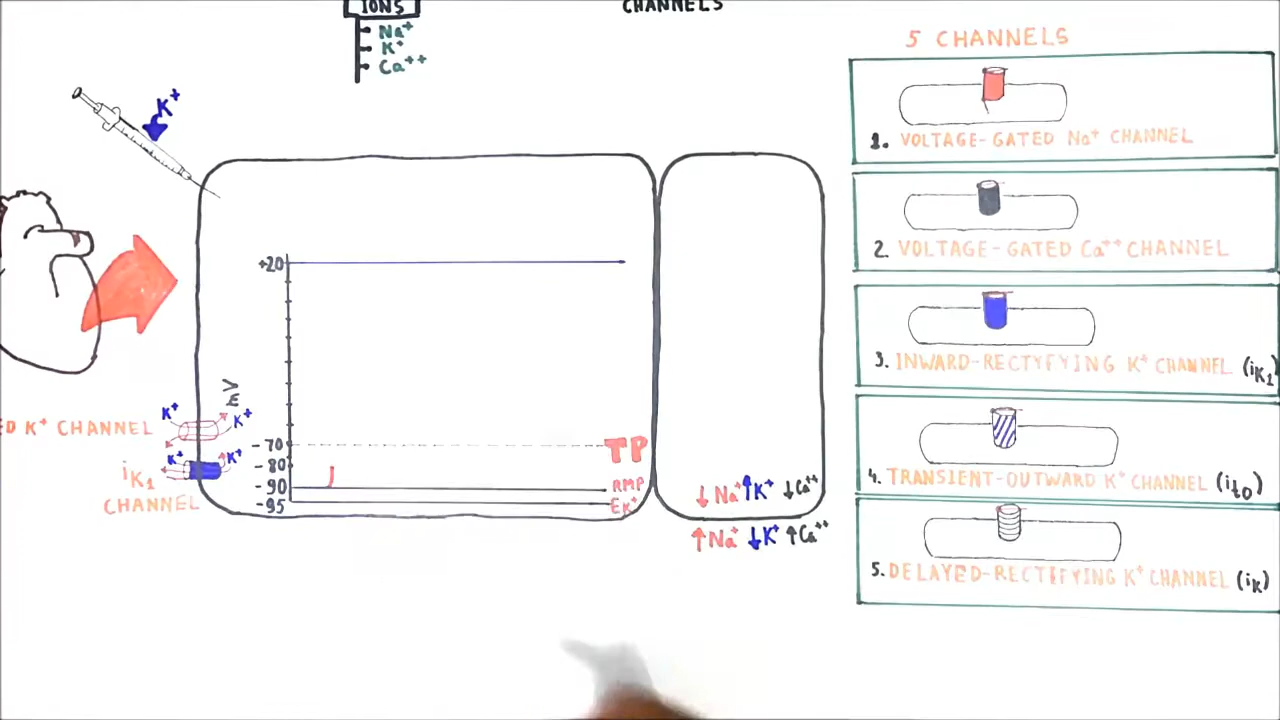 IONS
CHANNELS
Na⁺
K⁺
Ca⁺⁺
5 CHANNELS
K⁺
1. VOLTAGE-GATED Na⁺ CHANNEL
2. VOLTAGE-GATED Ca⁺⁺ CHANNEL
3. INWARD-RECTYFYING K⁺ CHANNEL (iK1)
4. TRANSIENT-OUTWARD K⁺ CHANNEL (ito)
5. DELAYED-RECTIFYING K⁺ CHANNEL (iK)
+20
mV
K⁺
K⁺
ED K⁺ CHANNEL
-70
TP
K⁺
K⁺
iK1
CHANNEL
-80
-90
RMP
-95
EK⁺
↓Na⁺ ↑K⁺ ↓Ca⁺⁺
↑Na⁺ ↓K⁺ ↑Ca⁺⁺